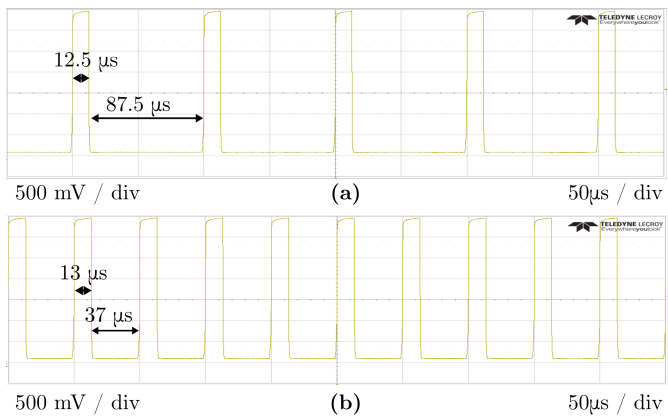 TELEDYNE LECROY
Everywhereyoulook
12.5 µs
87.5 µs
500 mV / div
(a)
50µs / div
TELEDYNE LECROY
Everywhereyoulook
13 µs
37 µs
500 mV / div
(b)
50µs / div